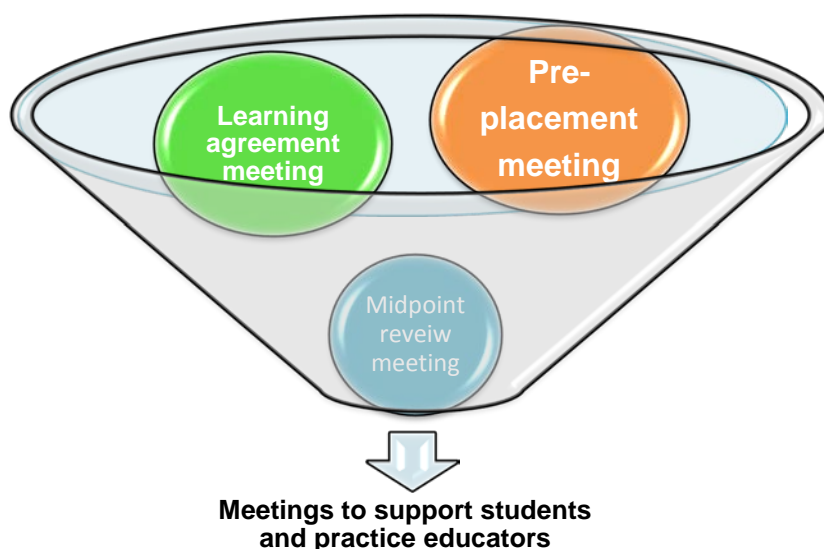 Learning
agreement
meeting
Pre-
placement
meeting
Midpoint
reveiw
meeting
Meetings to support students
and practice educators